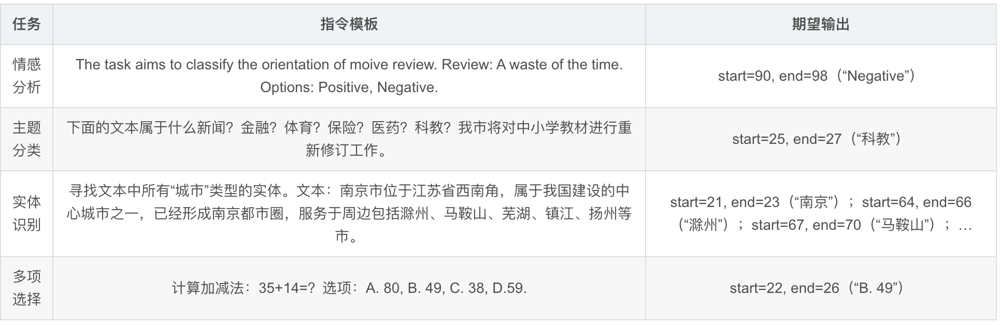 任务 指令模板 期望输出
情感
分析
The task aims to classify the orientation of moive review. Review: A waste of the time.
Options: Positive, Negative.
start=90, end=98（“Negative”）
主题
分类
下面的文本属于什么新闻？金融？体育？保险？医药？科教？我市将对中小学教材进行重
新修订工作。
start=25, end=27（“科教”）
实体
识别
寻找文本中所有“城市”类型的实体。文本：南京市位于江苏省西南角，属于我国建设的中
心城市之一，已经形成南京都市圈，服务于周边包括滁州、马鞍山、芜湖、镇江、扬州等
市。
start=21, end=23（“南京”）；start=64, end=66
（“滁州”）；start=67, end=70（“马鞍山”）；…
多项
选择
计算加减法：35+14=？选项：A. 80, B. 49, C. 38, D.59.
start=22, end=26（“B. 49”）